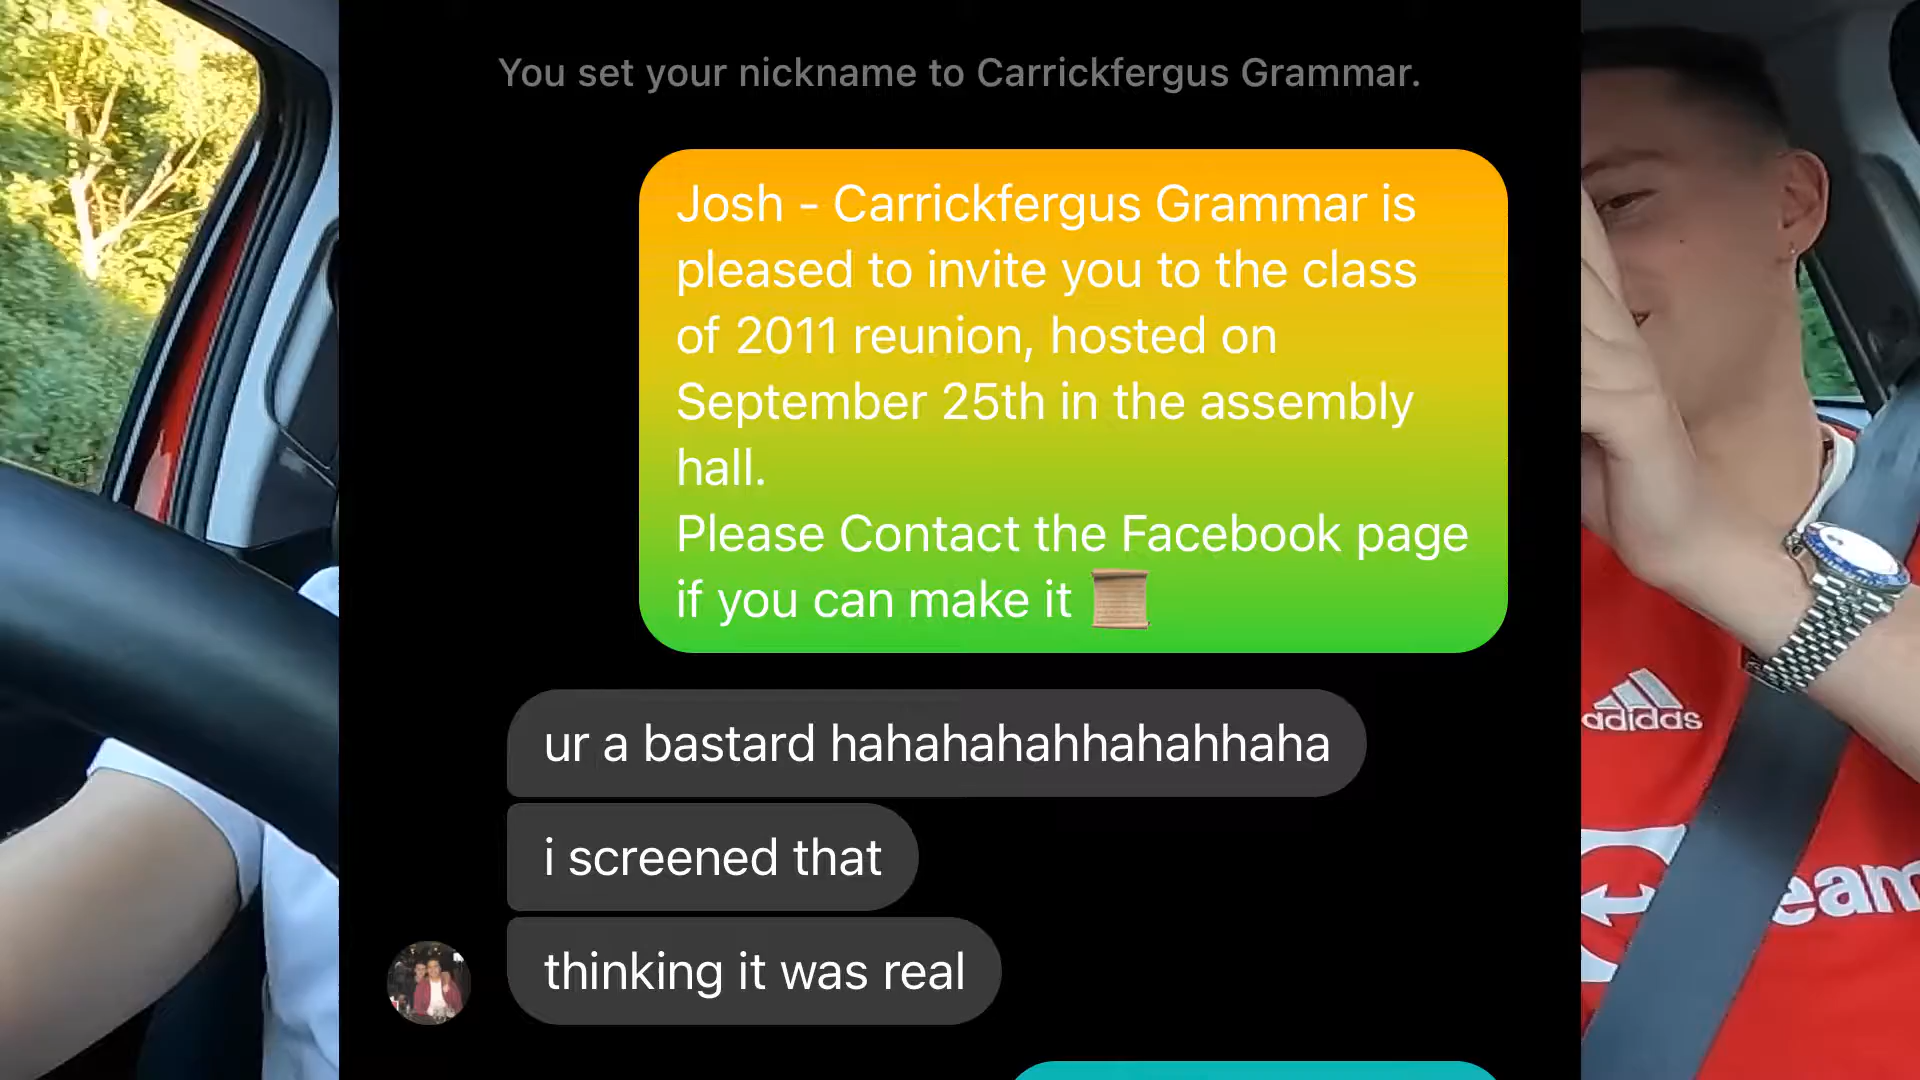 You set your nickname to Carrickfergus Grammar.
Josh - Carrickfergus Grammar is
pleased to invite you to the class
of 2011 reunion, hosted on
September 25th in the assembly
hall.
Please Contact the Facebook page
if you can make it
ur a bastard hahahahahhahahhaha
i screened that
thinking it was real
adidas
eam